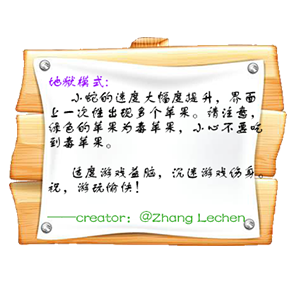 地狱模式:
小蛇的速度大幅度提升，界面
上一次性出现多个苹果。请注意，
绿色的苹果为毒苹果，小心不要吃
到毒苹果。
适度游戏益脑，沉迷游戏伤身。
祝，游玩愉快！
——creator：@Zhang Lechen